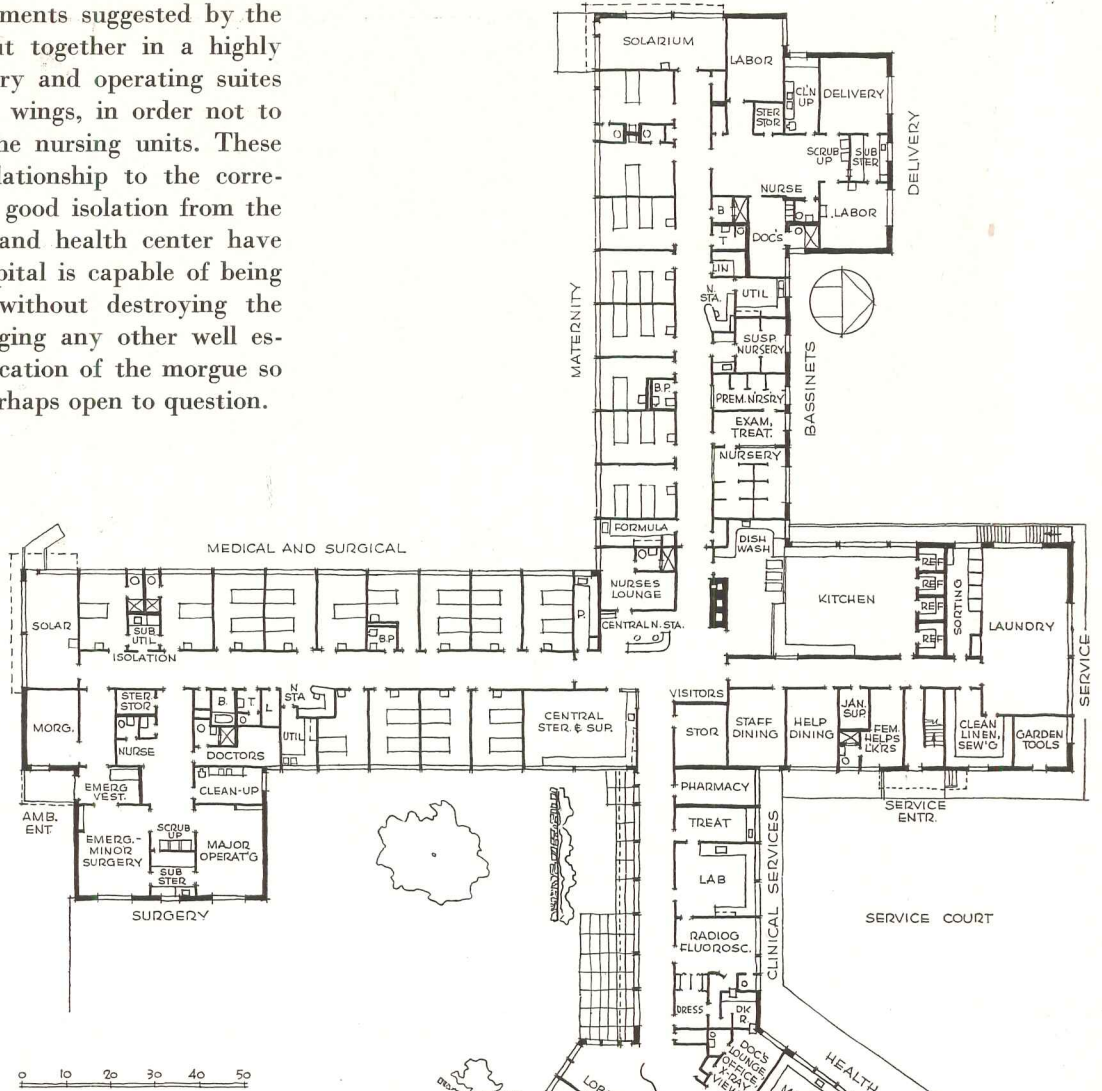 ments suggested by the
t together in a highly
ry and operating suites
wings, in order not to
ne nursing units. These
lationship to the corre-
good isolation from the
and health center have
pital is capable of being
without destroying the
ging any other well es-
cation of the morgue so
rhaps open to question.
SOLARIUM
LABOR
CL'N
UP
DELIVERY
STER
STOR
SCRUB
UP
SUB
STER
DELIVERY
NURSE
LABOR
B
T
DOC'S
LIN
N.
STA.
UTIL
MATERNITY
SUSP.
NURSERY
B.P.
PREM. N'RS'RY
EXAM,
TREAT.
BASSINETS
NURSERY
FORMULA
DISH
WASH
NURSES
LOUNGE
CENTRAL N. STA.
KITCHEN
REF
REF
REF
REF
SORTING
LAUNDRY
SERVICE
MEDICAL AND SURGICAL
SOLAR
SUB
UTIL
ISOLATION
B.P.
P.
MORG.
STER.
STOR
NURSE
B.
T.
L
N
STA
UTIL
DOCTORS
CENTRAL
STER. & SUP.
VISITORS
STOR
STAFF
DINING
HELP
DINING
JAN.
SUP.
FEM.
HELPS
LKRS
CLEAN
LINEN,
SEW'G
GARDEN
TOOLS
EMERG
VEST.
CLEAN-UP
AMB.
ENT.
EMERG.-
MINOR
SURGERY
SCRUB
UP
SUB
STER
MAJOR
OPERAT'G
SURGERY
PHARMACY
TREAT
LAB
RADIOG
FLUOROSC.
DRESS
DK
R
CLINICAL SERVICES
SERVICE
ENTR.
SERVICE COURT
DOC'S
LOUNGE,
OFFICE,
X-RAY
VIEW
HEALTH
0 10 20 30 40 50